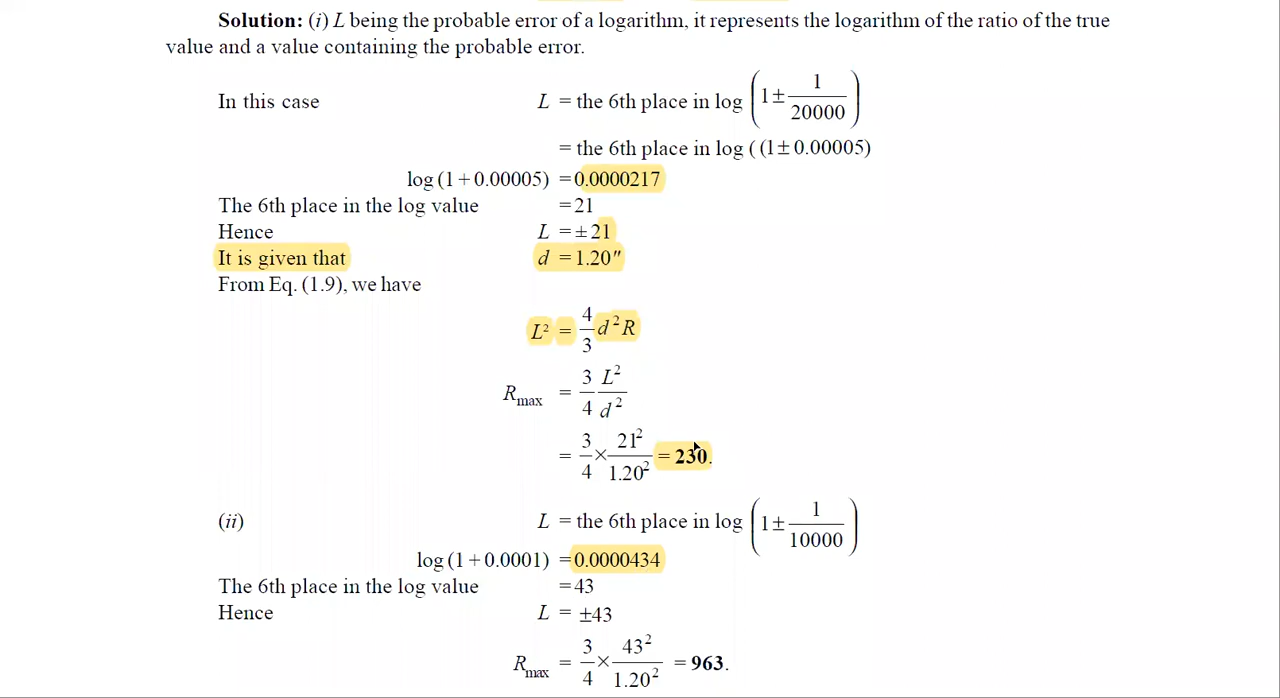 Solution: (i) L being the probable error of a logarithm, it represents the logarithm of the ratio of the true
value and a value containing the probable error.
In this case L = the 6th place in log (1 ± 1/20000)
= the 6th place in log ((1±0.00005)
log (1+0.00005) = 0.0000217
The 6th place in the log value =21
Hence L = ± 21
It is given that d = 1.20″
From Eq. (1.9), we have
L² = 4/3 d²R
Rmax = 3/4 L²/d²
= 3/4 × 21²/1.20² = 230.
(ii) L = the 6th place in log (1 ± 1/10000)
log (1+0.0001) = 0.0000434
The 6th place in the log value =43
Hence L = ±43
Rmax = 3/4 × 43²/1.20² = 963.